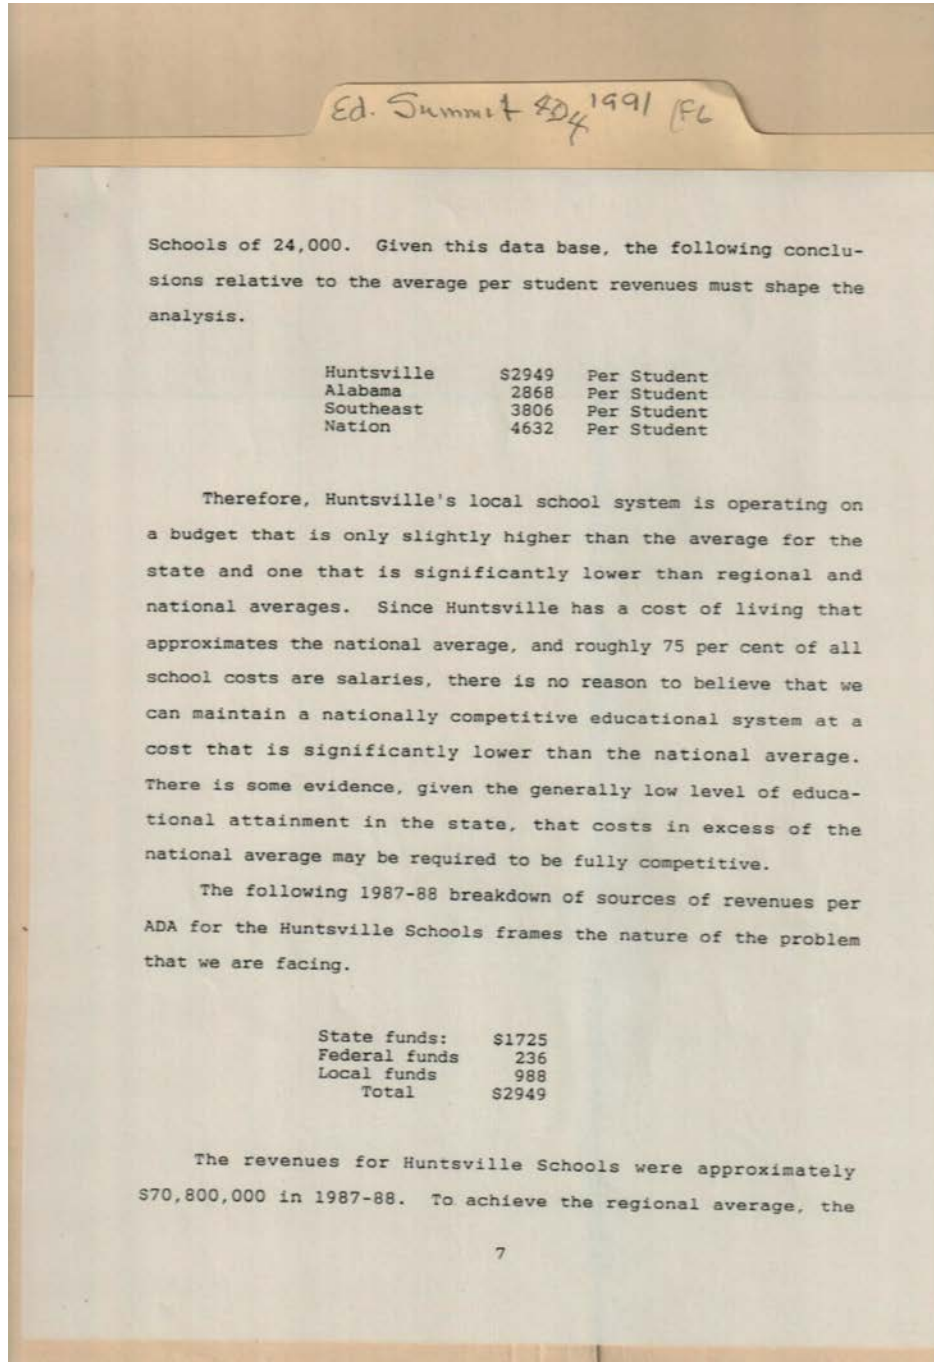 Ed. Summit 4D4 1991 (FL
Schools of 24,000. Given this data base, the following conclu-
sions relative to the average per student revenues must shape the
analysis.
Huntsville $2949 Per Student
Alabama 2868 Per Student
Southeast 3806 Per Student
Nation 4632 Per Student
Therefore, Huntsville's local school system is operating on
a budget that is only slightly higher than the average for the
state and one that is significantly lower than regional and
national averages. Since Huntsville has a cost of living that
approximates the national average, and roughly 75 per cent of all
school costs are salaries, there is no reason to believe that we
can maintain a nationally competitive educational system at a
cost that is significantly lower than the national average.
There is some evidence, given the generally low level of educa-
tional attainment in the state, that costs in excess of the
national average may be required to be fully competitive.
The following 1987-88 breakdown of sources of revenues per
ADA for the Huntsville Schools frames the nature of the problem
that we are facing.
State funds: $1725
Federal funds 236
Local funds 988
Total $2949
The revenues for Huntsville Schools were approximately
$70,800,000 in 1987-88. To achieve the regional average, the
7